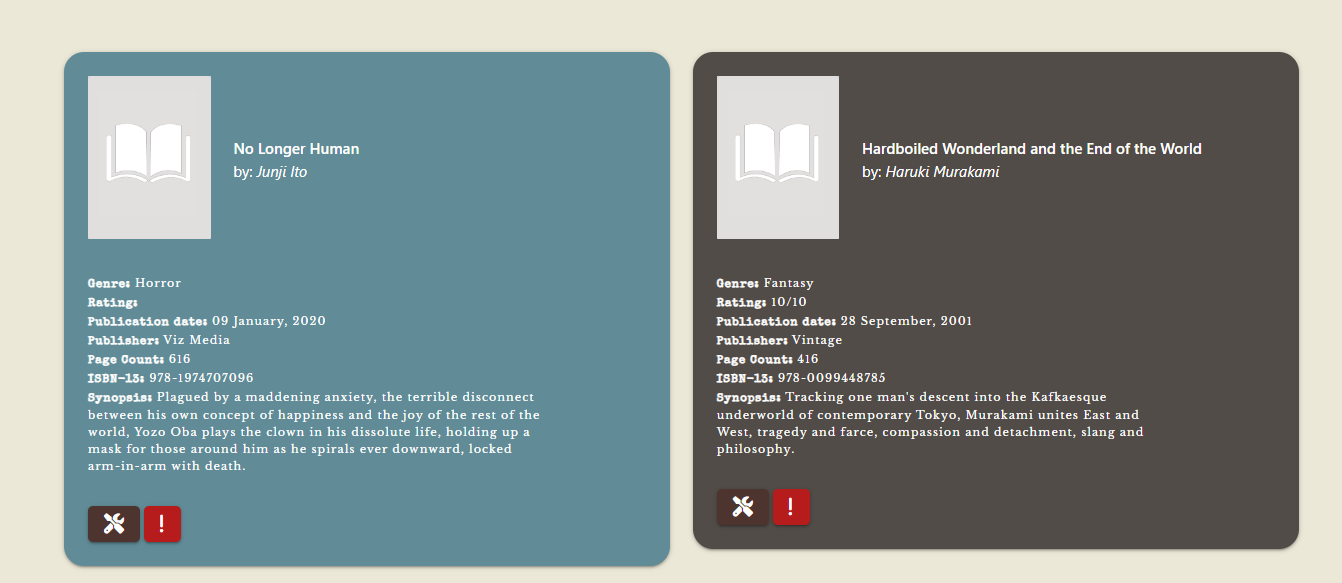 No Longer Human
by: Junji Ito
Genre: Horror
Rating:
Publication date: 09 January, 2020
Publisher: Viz Media
Page Count: 616
ISBN-13: 978-1974707096
Synopsis: Plagued by a maddening anxiety, the terrible disconnect
between his own concept of happiness and the joy of the rest of the
world, Yozo Oba plays the clown in his dissolute life, holding up a
mask for those around him as he spirals ever downward, locked
arm-in-arm with death.
!
Hardboiled Wonderland and the End of the World
by: Haruki Murakami
Genre: Fantasy
Rating: 10/10
Publication date: 28 September, 2001
Publisher: Vintage
Page Count: 416
ISBN-13: 978-0099448785
Synopsis: Tracking one man's descent into the Kafkaesque
underworld of contemporary Tokyo, Murakami unites East and
West, tragedy and farce, compassion and detachment, slang and
philosophy.
!